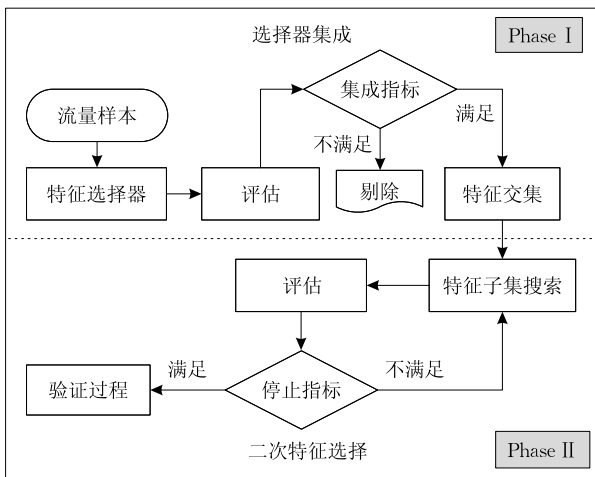 选择器集成
Phase Ⅰ
流量样本
集成指标
满足
不满足
特征选择器
评估
剔除
特征交集
评估
特征子集搜索
满足
不满足
验证过程
停止指标
二次特征选择
Phase Ⅱ